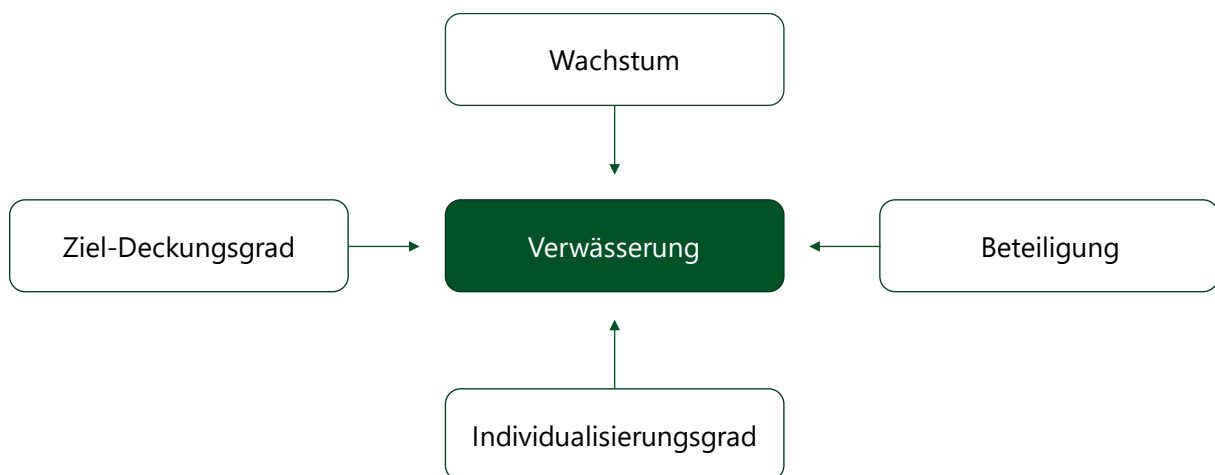 Wachstum
Ziel-Deckungsgrad
Verwässerung
Beteiligung
Individualisierungsgrad